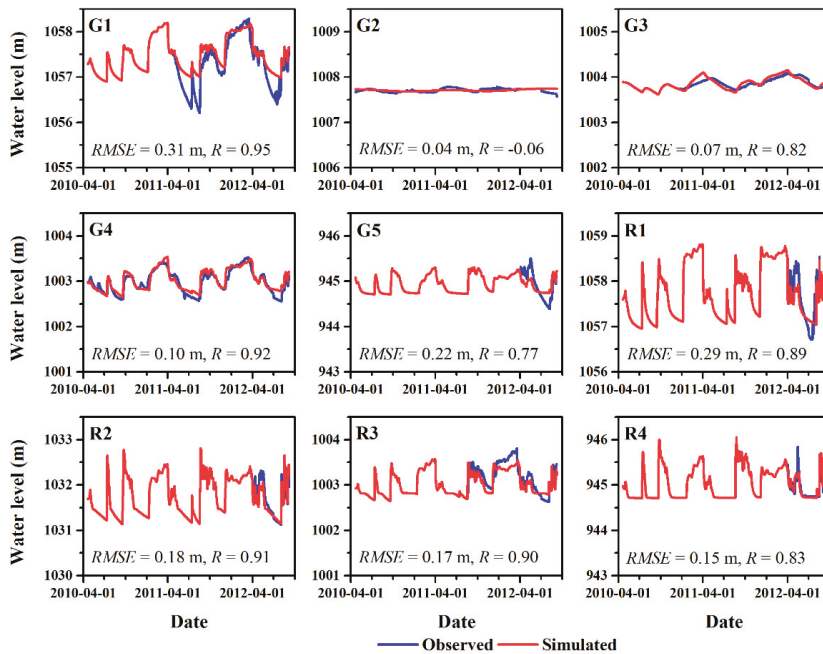 G1
G2
G3
1058
1057
1056
1055
1009
1008
1007
1006
1005
1004
1003
1002
Water level (m)
RMSE = 0.31 m, R = 0.95
RMSE = 0.04 m, R = -0.06
RMSE = 0.07 m, R = 0.82
2010-04-01 2011-04-01 2012-04-01
2010-04-01 2011-04-01 2012-04-01
2010-04-01 2011-04-01 2012-04-01
G4
G5
R1
1004
1003
1002
1001
946
945
944
943
1059
1058
1057
1056
Water level (m)
RMSE = 0.10 m, R = 0.92
RMSE = 0.22 m, R = 0.77
RMSE = 0.29 m, R = 0.89
2010-04-01 2011-04-01 2012-04-01
2010-04-01 2011-04-01 2012-04-01
2010-04-01 2011-04-01 2012-04-01
R2
R3
R4
1033
1032
1031
1030
1004
1003
1002
1001
946
945
944
943
Water level (m)
RMSE = 0.18 m, R = 0.91
RMSE = 0.17 m, R = 0.90
RMSE = 0.15 m, R = 0.83
2010-04-01 2011-04-01 2012-04-01
2010-04-01 2011-04-01 2012-04-01
2010-04-01 2011-04-01 2012-04-01
Date
Date
Date
Observed Simulated